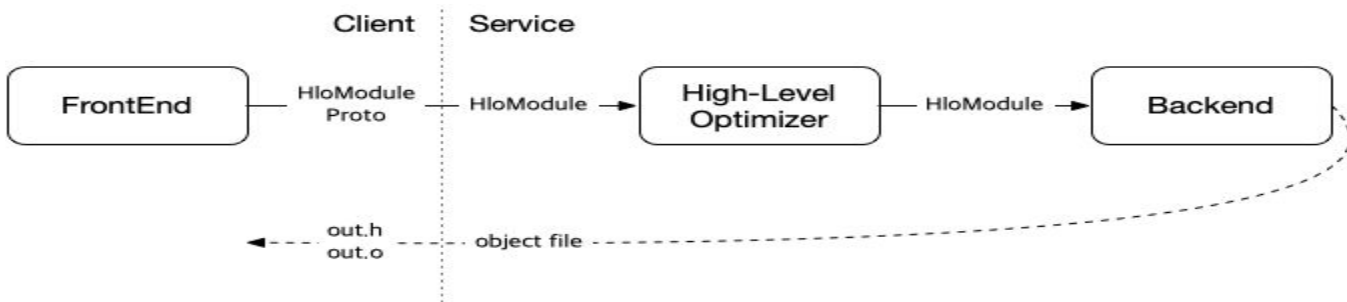 Client
Service
FrontEnd
HloModule
Proto
HloModule
High-Level
Optimizer
HloModule
Backend
out.h
out.o
object file